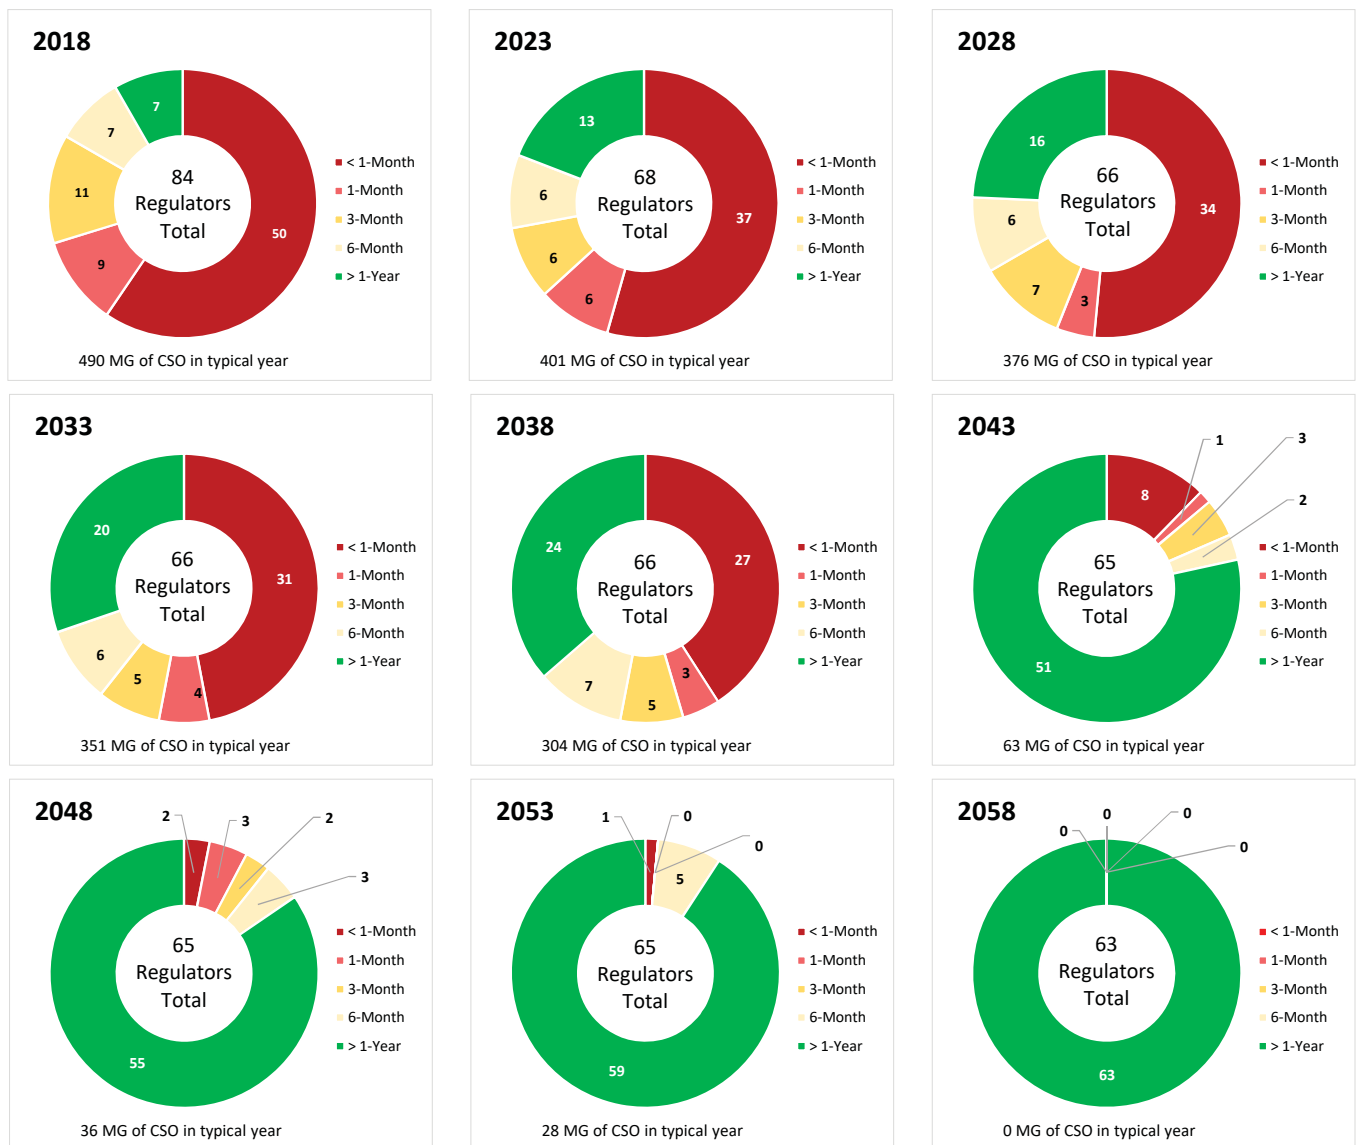 2018
7
7
11
9
50
84
Regulators
Total
< 1-Month
1-Month
3-Month
6-Month
> 1-Year
490 MG of CSO in typical year
2023
13
6
6
6
37
68
Regulators
Total
< 1-Month
1-Month
3-Month
6-Month
> 1-Year
401 MG of CSO in typical year
2028
16
6
7
3
34
66
Regulators
Total
< 1-Month
1-Month
3-Month
6-Month
> 1-Year
376 MG of CSO in typical year
2033
20
6
5
4
31
66
Regulators
Total
< 1-Month
1-Month
3-Month
6-Month
> 1-Year
351 MG of CSO in typical year
2038
24
7
5
3
27
66
Regulators
Total
< 1-Month
1-Month
3-Month
6-Month
> 1-Year
304 MG of CSO in typical year
2043
8
1
3
2
51
65
Regulators
Total
< 1-Month
1-Month
3-Month
6-Month
> 1-Year
63 MG of CSO in typical year
2048
2
3
2
3
55
65
Regulators
Total
< 1-Month
1-Month
3-Month
6-Month
> 1-Year
36 MG of CSO in typical year
2053
1
0
0
5
59
65
Regulators
Total
< 1-Month
1-Month
3-Month
6-Month
> 1-Year
28 MG of CSO in typical year
2058
0
0
0
0
63
63
Regulators
Total
< 1-Month
1-Month
3-Month
6-Month
> 1-Year
0 MG of CSO in typical year